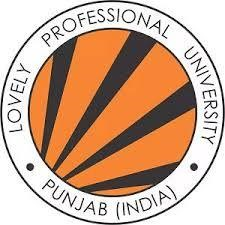 LOVELY PROFESSIONAL UNIVERSITY
PUNJAB (INDIA)